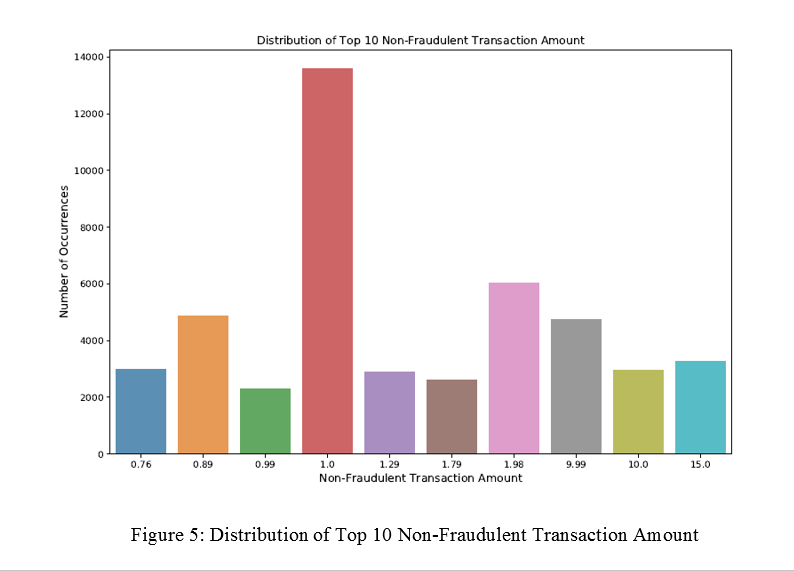 Distribution of Top 10 Non-Fraudulent Transaction Amount
14000
12000
10000
8000
6000
4000
2000
0
Number of Occurrences
0.76 0.89 0.99 1.0 1.29 1.79 1.98 9.99 10.0 15.0
Non-Fraudulent Transaction Amount
Figure 5: Distribution of Top 10 Non-Fraudulent Transaction Amount